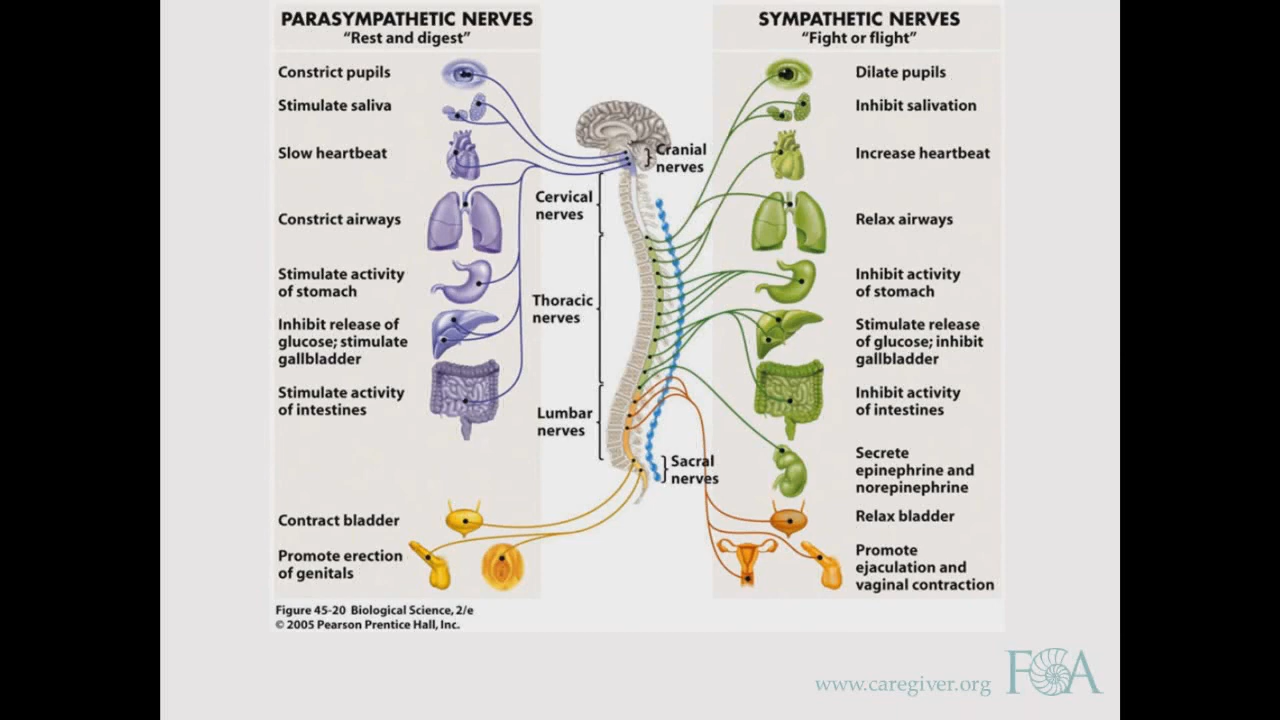 PARASYMPATHETIC NERVES
"Rest and digest"
Constrict pupils
Stimulate saliva
Slow heartbeat
Constrict airways
Stimulate activity
of stomach
Inhibit release of
glucose; stimulate
gallbladder
Stimulate activity
of intestines
Contract bladder
Promote erection
of genitals
Cranial
nerves
Cervical
nerves
Thoracic
nerves
Lumbar
nerves
Sacral
nerves
SYMPATHETIC NERVES
"Fight or flight"
Dilate pupils
Inhibit salivation
Increase heartbeat
Relax airways
Inhibit activity
of stomach
Stimulate release
of glucose; inhibit
gallbladder
Inhibit activity
of intestines
Secrete
epinephrine and
norepinephrine
Relax bladder
Promote
ejaculation and
vaginal contraction
Figure 45-20 Biological Science, 2/e
© 2005 Pearson Prentice Hall, Inc.
www.caregiver.org
FCA